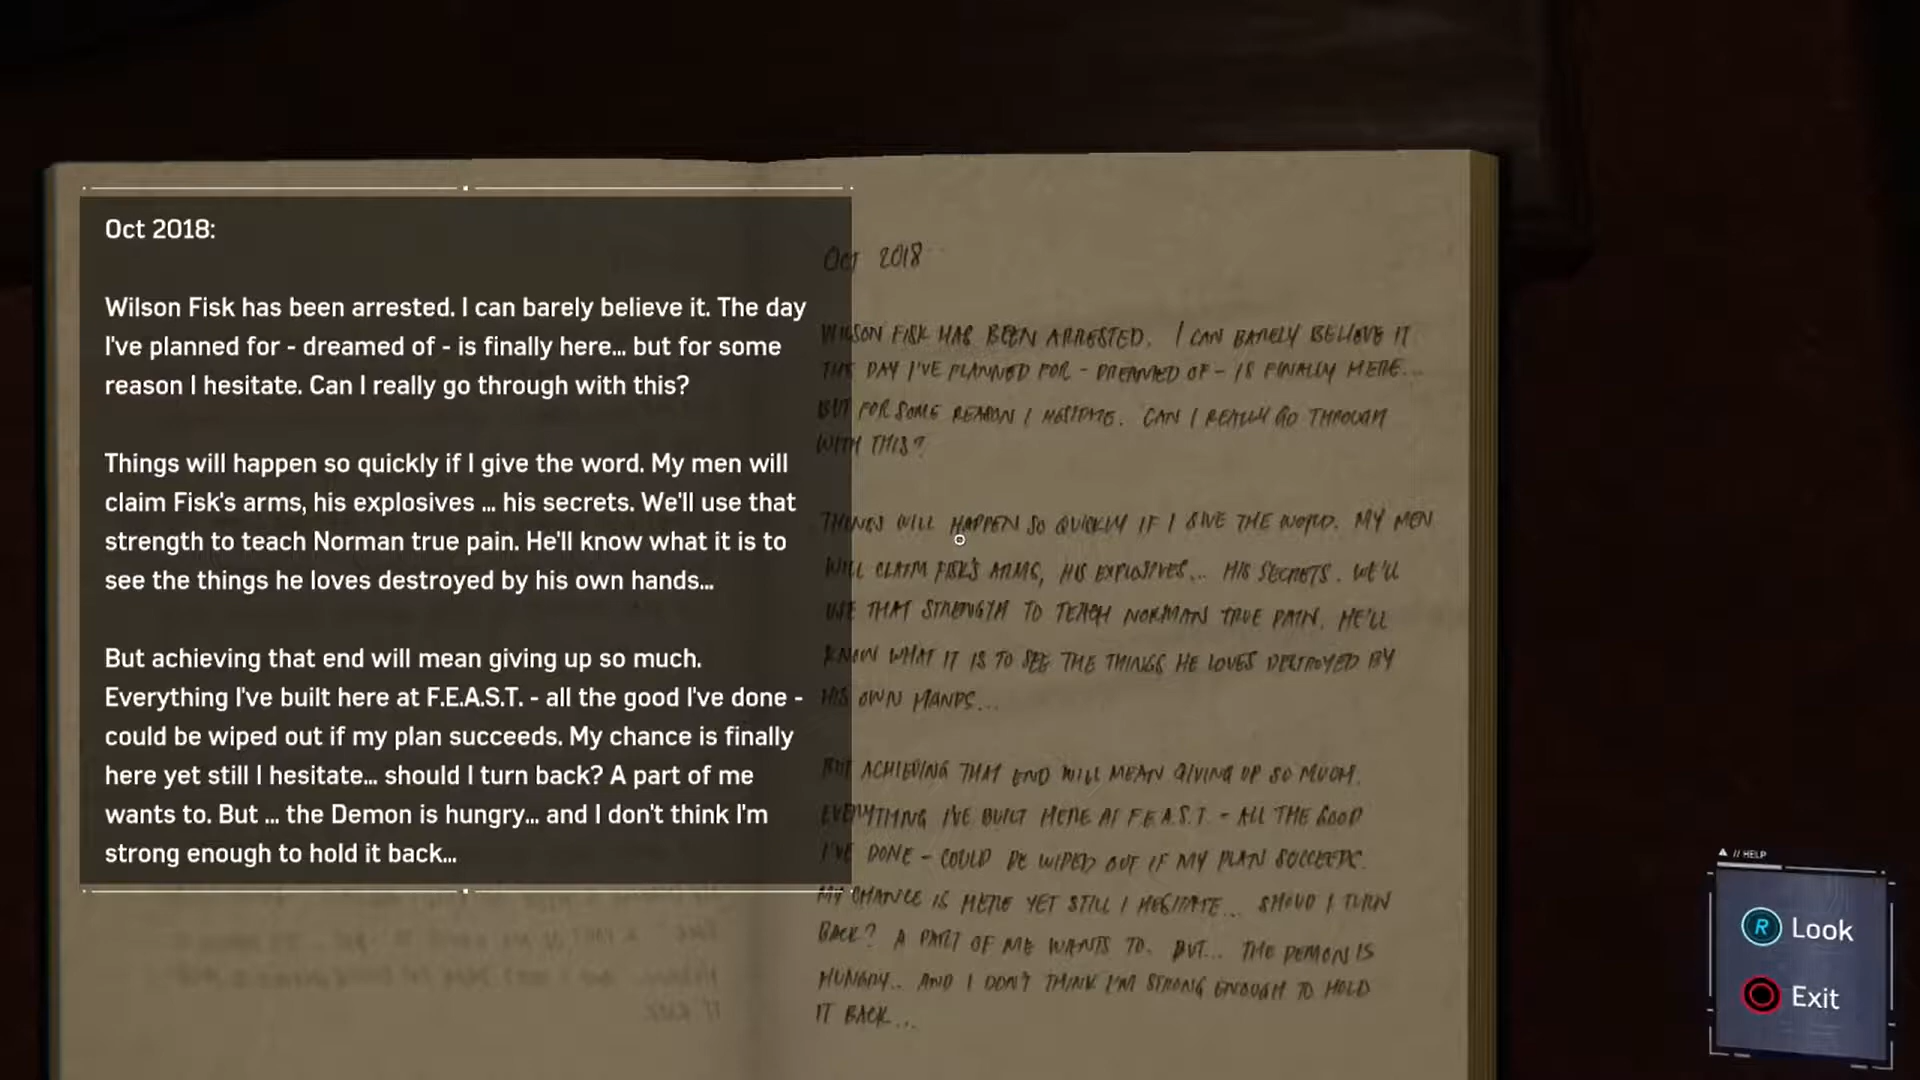 Oct 2018:
Wilson Fisk has been arrested. I can barely believe it. The day
I've planned for - dreamed of - is finally here... but for some
reason I hesitate. Can I really go through with this?
Things will happen so quickly if I give the word. My men will
claim Fisk's arms, his explosives ... his secrets. We'll use that
strength to teach Norman true pain. He'll know what it is to
see the things he loves destroyed by his own hands...
But achieving that end will mean giving up so much.
Everything I've built here at F.E.A.S.T. - all the good I've done -
could be wiped out if my plan succeeds. My chance is finally
here yet still I hesitate... should I turn back? A part of me
wants to. But ... the Demon is hungry... and I don't think I'm
strong enough to hold it back...
OCT 2018
WILSON FISK HAS BEEN ARRESTED. I CAN BARELY BELIEVE IT
THE DAY I'VE PLANNED FOR - DREAMED OF - IS FINALLY HERE...
BUT FOR SOME REASON I HESITATE. CAN I REALLY GO THROUGH
WITH THIS?
THINGS WILL HAPPEN SO QUICKLY IF I GIVE THE WORD. MY MEN
WILL CLAIM FISK'S ARMS, HIS EXPLOSIVES... HIS SECRETS. WE'LL
USE THAT STRENGTH TO TEACH NORMAN TRUE PAIN. HE'LL
KNOW WHAT IT IS TO SEE THE THINGS HE LOVES DESTROYED BY
HIS OWN HANDS...
BUT ACHIEVING THAT END WILL MEAN GIVING UP SO MUCH.
EVERYTHING I'VE BUILT HERE AT F.E.A.S.T. - ALL THE GOOD
I'VE DONE - COULD BE WIPED OUT IF MY PLAN SUCCEEDS.
MY CHANCE IS HERE YET STILL I HESITATE... SHOULD I TURN
BACK? A PART OF ME WANTS TO. BUT... THE DEMON IS
HUNGRY.. AND I DON'T THINK I'M STRONG ENOUGH TO HOLD
IT BACK...
// HELP
R Look
Exit